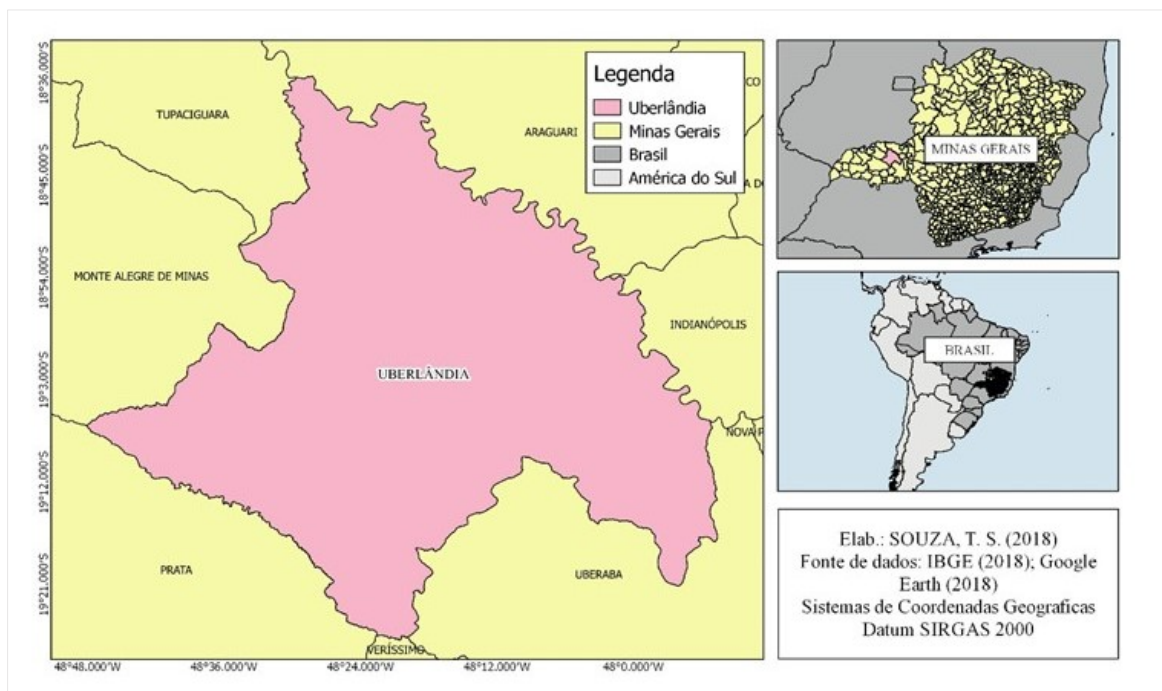 Legenda
Uberlândia
Minas Gerais
Brasil
América do Sul
TUPACIGUARA
ARAGUARI
CO
A DO
MONTE ALEGRE DE MINAS
INDIANÓPOLIS
UBERLÂNDIA
NOVA P
PRATA
UBERABA
VERÍSSIMO
18°36.000'S
18°45.000'S
18°54.000'S
19°3.000'S
19°12.000'S
19°21.000'S
48°48.000'W
48°36.000'W
48°24.000'W
48°12.000'W
48°0.000'W
MINAS GERAIS
BRASIL
Elab.: SOUZA, T. S. (2018)
Fonte de dados: IBGE (2018); Google
Earth (2018)
Sistemas de Coordenadas Geograficas
Datum SIRGAS 2000